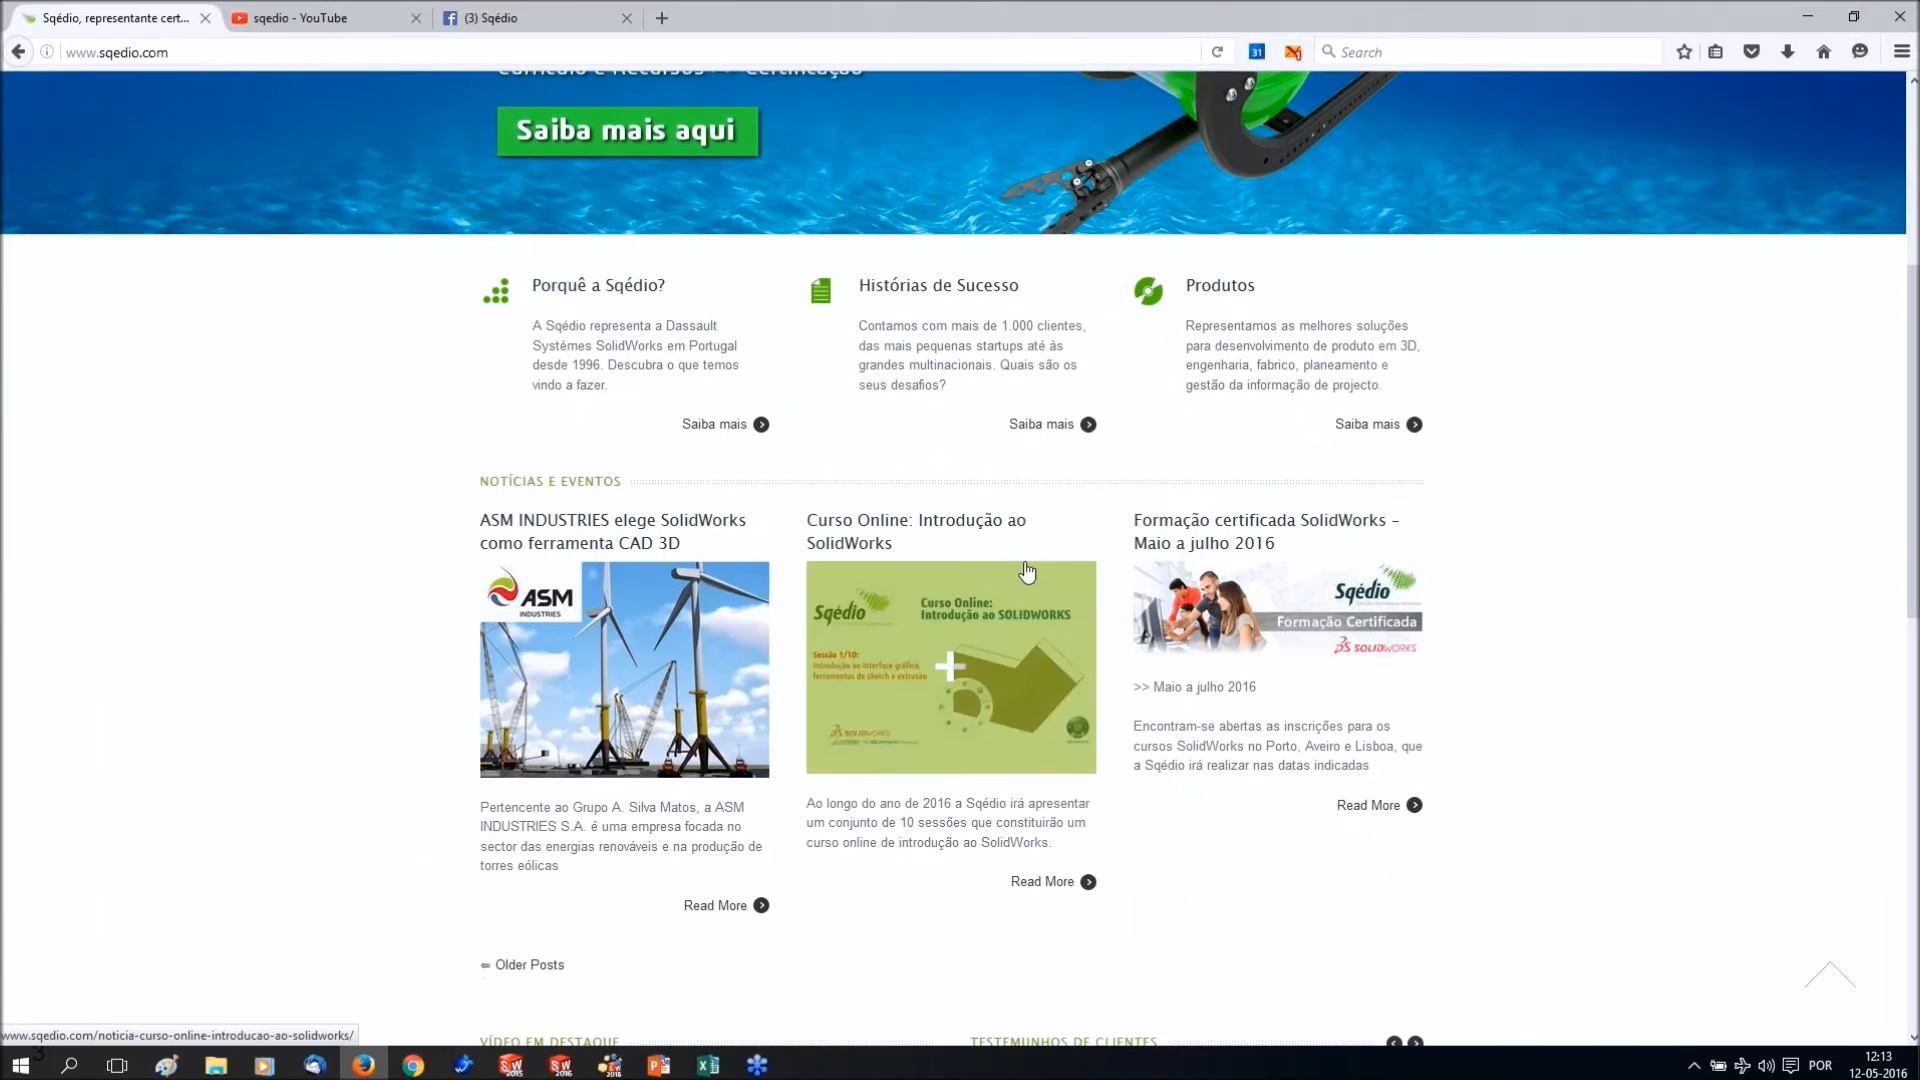 Sqédio, representante cert...
sqedio - YouTube
(3) Sqédio
www.sqedio.com
31
Search
Currículo e Recursos >> Certificação
Saiba mais aqui
Porquê a Sqédio?
A Sqédio representa a Dassault
Systèmes SolidWorks em Portugal
desde 1996. Descubra o que temos
vindo a fazer.
Saiba mais
Histórias de Sucesso
Contamos com mais de 1.000 clientes,
das mais pequenas startups até às
grandes multinacionais. Quais são os
seus desafios?
Saiba mais
Produtos
Representamos as melhores soluções
para desenvolvimento de produto em 3D,
engenharia, fabrico, planeamento e
gestão da informação de projecto.
Saiba mais
NOTÍCIAS E EVENTOS
ASM INDUSTRIES elege SolidWorks
como ferramenta CAD 3D
ASM
INDUSTRIES
Pertencente ao Grupo A. Silva Matos, a ASM
INDUSTRIES S.A. é uma empresa focada no
sector das energias renováveis e na produção de
torres eólicas
Read More
Curso Online: Introdução ao
SolidWorks
Sqédio
Curso Online:
Introdução ao SOLIDWORKS
Sessão 1/10:
Introdução ao interface gráfico,
ferramentas de sketch e extrusão
SOLIDWORKS
Ao longo do ano de 2016 a Sqédio irá apresentar
um conjunto de 10 sessões que constituirão um
curso online de introdução ao SolidWorks.
Read More
Formação certificada SolidWorks –
Maio a julho 2016
Sqédio
Formação Certificada
SOLIDWORKS
>> Maio a julho 2016
Encontram-se abertas as inscrições para os
cursos SolidWorks no Porto, Aveiro e Lisboa, que
a Sqédio irá realizar nas datas indicadas
Read More
⇐ Older Posts
VÍDEO EM DESTAQUE
TESTEMUNHOS DE CLIENTES
www.sqedio.com/noticia-curso-online-introducao-ao-solidworks/
3
SW 2015
SW 2016
2016
POR
12:13
12-05-2016